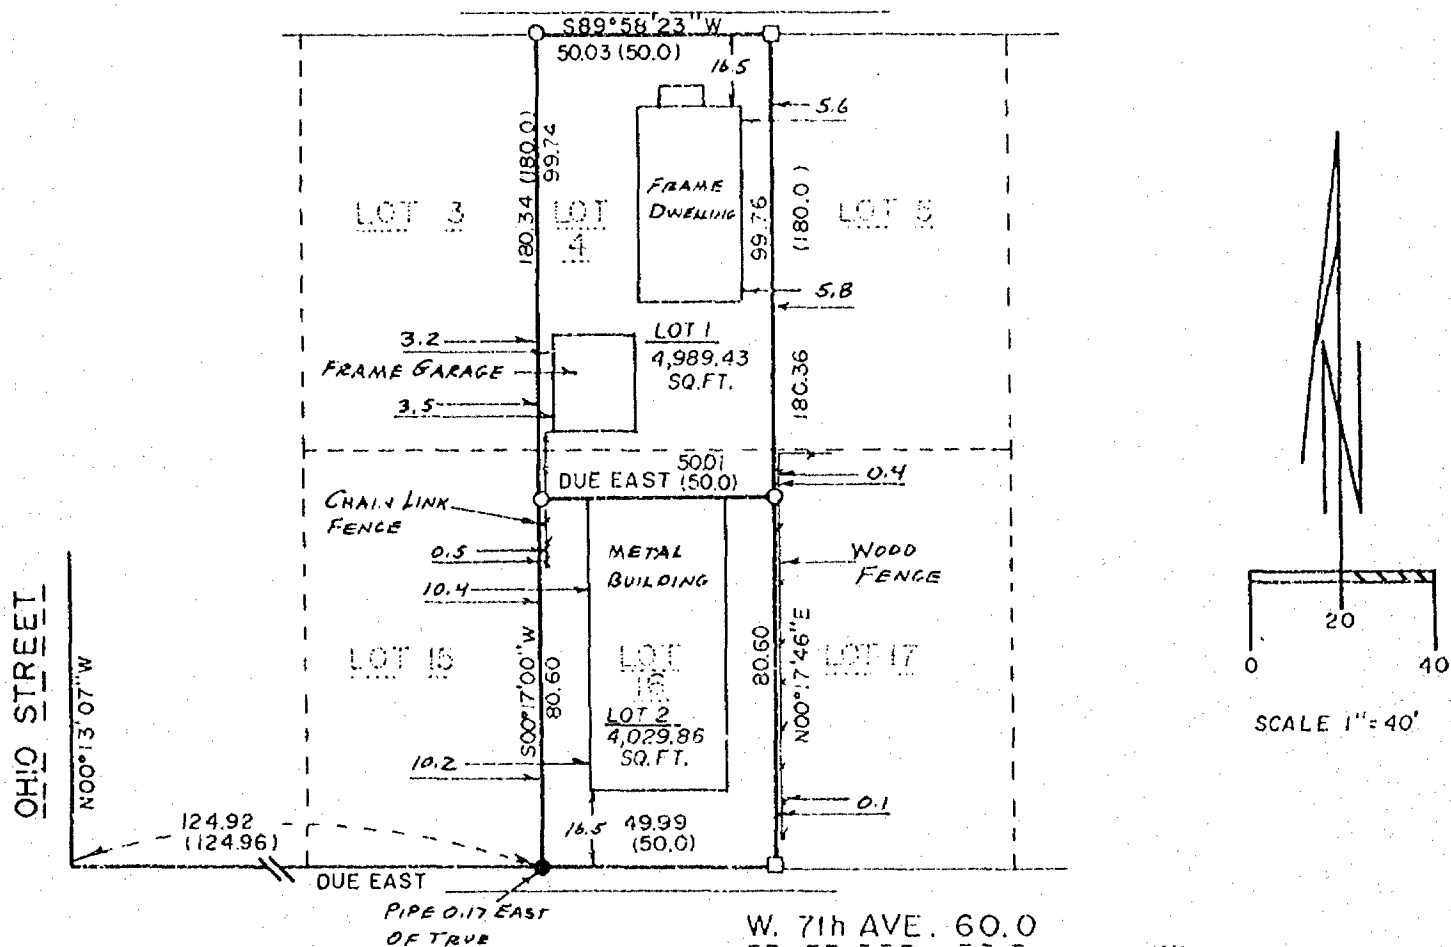 S89°58'23"W
50.03 (50.0)
16.5
5.6
180.34 (180.0)
99.74
FRAME
DWELLING
99.76
(180.0)
LOT 3
LOT
4
LOT 5
5.8
3.2
FRAME GARAGE
3.5
LOT 1
4,989.43
SQ.FT.
180.36
50.01
DUE EAST (50.0)
0.4
CHAIN LINK
FENCE
0.5
10.4
METAL
BUILDING
WOOD
FENCE
OHIO STREET
N00°13'07"W
LOT 15
S00°17'00"W
80.60
LOT
16
80.60
N00°17'46"E
LOT 17
LOT 2
4,029.86
SQ.FT.
10.2
0.1
124.92
(124.96)
16.5
49.99
(50.0)
DUE EAST
PIPE 0.17 EAST
OF TRUE
W. 7th AVE. 60.0
20
0 40
SCALE 1"=40'